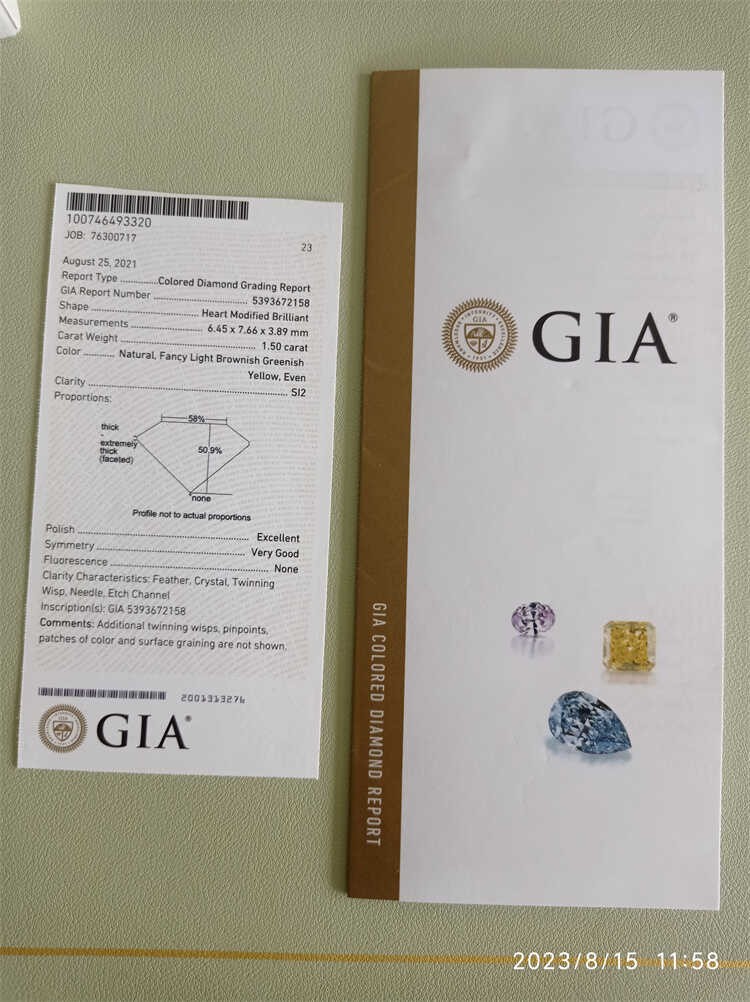 100746493320
JOB: 76300717
23
August 25, 2021
Report Type ........... Colored Diamond Grading Report
GIA Report Number ........... 5393672158
Shape ........... Heart Modified Brilliant
Measurements ........... 6.45 x 7.66 x 3.89 mm
Carat Weight ........... 1.50 carat
Color ........... Natural, Fancy Light Brownish Greenish
Yellow, Even
Clarity ........... SI2
Proportions:
58%
thick
-
extremely
thick
(faceted)
50.9%
none
Profile not to actual proportions
Polish ........... Excellent
Symmetry ........... Very Good
Fluorescence ........... None
Clarity Characteristics: Feather, Crystal, Twinning
Wisp, Needle, Etch Channel
Inscription(s): GIA 5393672158
Comments: Additional twinning wisps, pinpoints,
patches of color and surface graining are not shown.
2001313276
GIA®
GIA®
GIA COLORED DIAMOND REPORT
2023/8/15 11:58